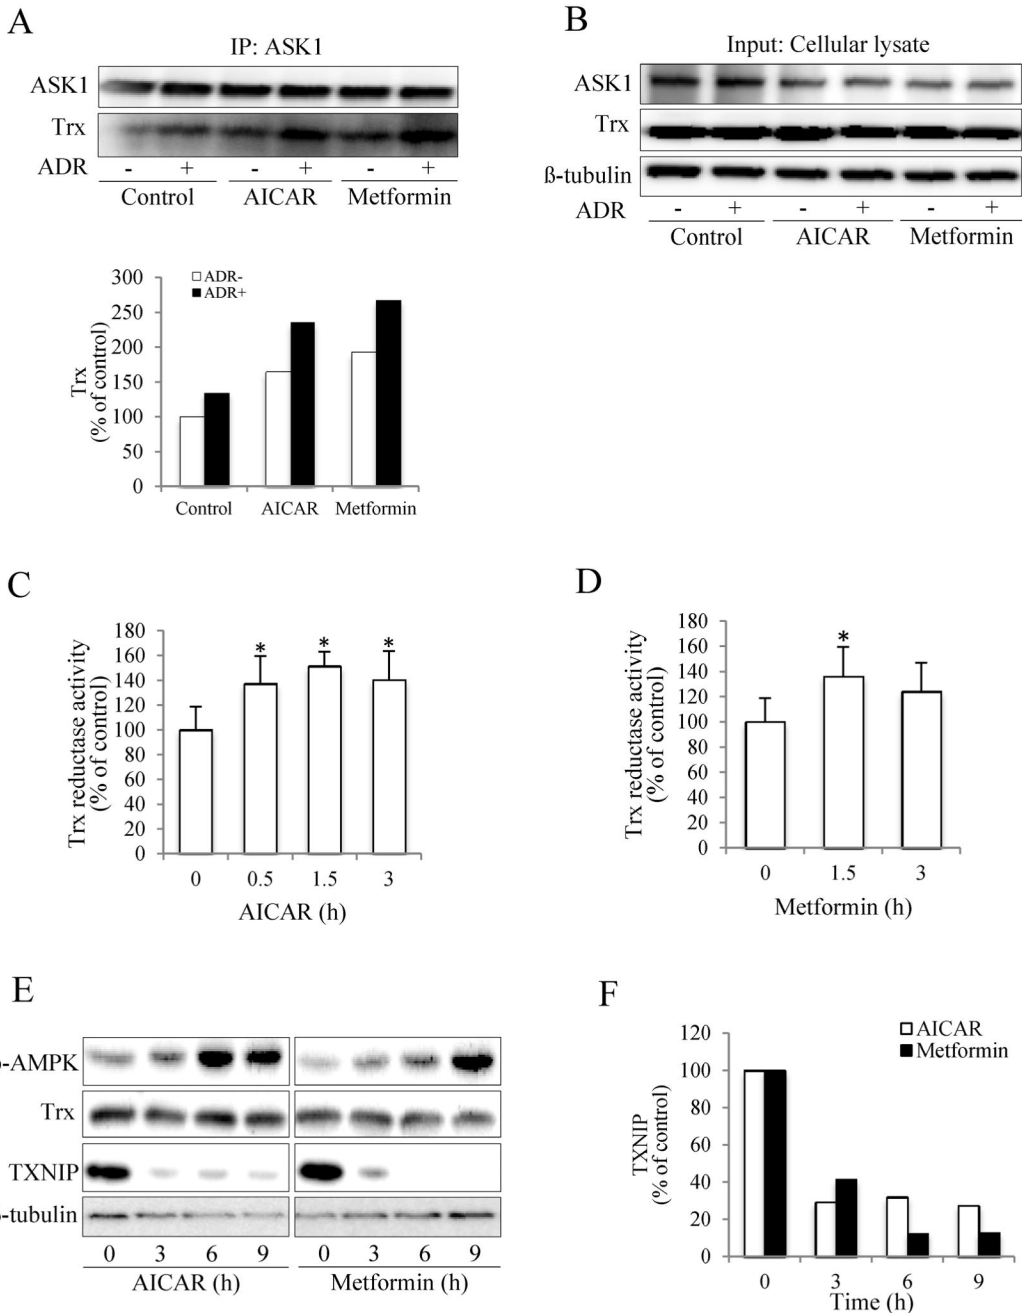 A
IP: ASK1
ASK1
Trx
ADR - + - + - +
Control AICAR Metformin
300
250
200
150
100
50
0
Trx
(% of control)
ADR-
ADR+
Control AICAR Metformin
B
Input: Cellular lysate
ASK1
Trx
ß-tubulin
ADR - + - + - +
Control AICAR Metformin
C
180
160
140
120
100
80
60
40
20
0
Trx reductase activity
(% of control)
* * *
0 0.5 1.5 3
AICAR (h)
D
180
160
140
120
100
80
60
40
20
0
Trx reductase activity
(% of control)
*
0 1.5 3
Metformin (h)
E
-AMPK
Trx
TXNIP
-tubulin
0 3 6 9 0 3 6 9
AICAR (h) Metformin (h)
F
120
100
80
60
40
20
0
TXNIP
(% of control)
AICAR
Metformin
0 3 6 9
Time (h)